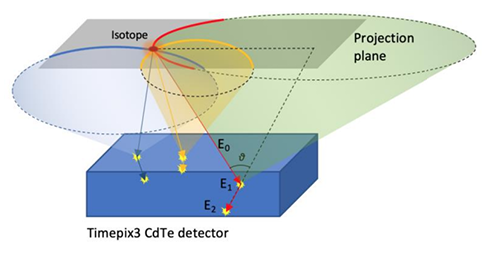 Isotope
Projection
plane
E0
ϑ
E1
E2
Timepix3 CdTe detector